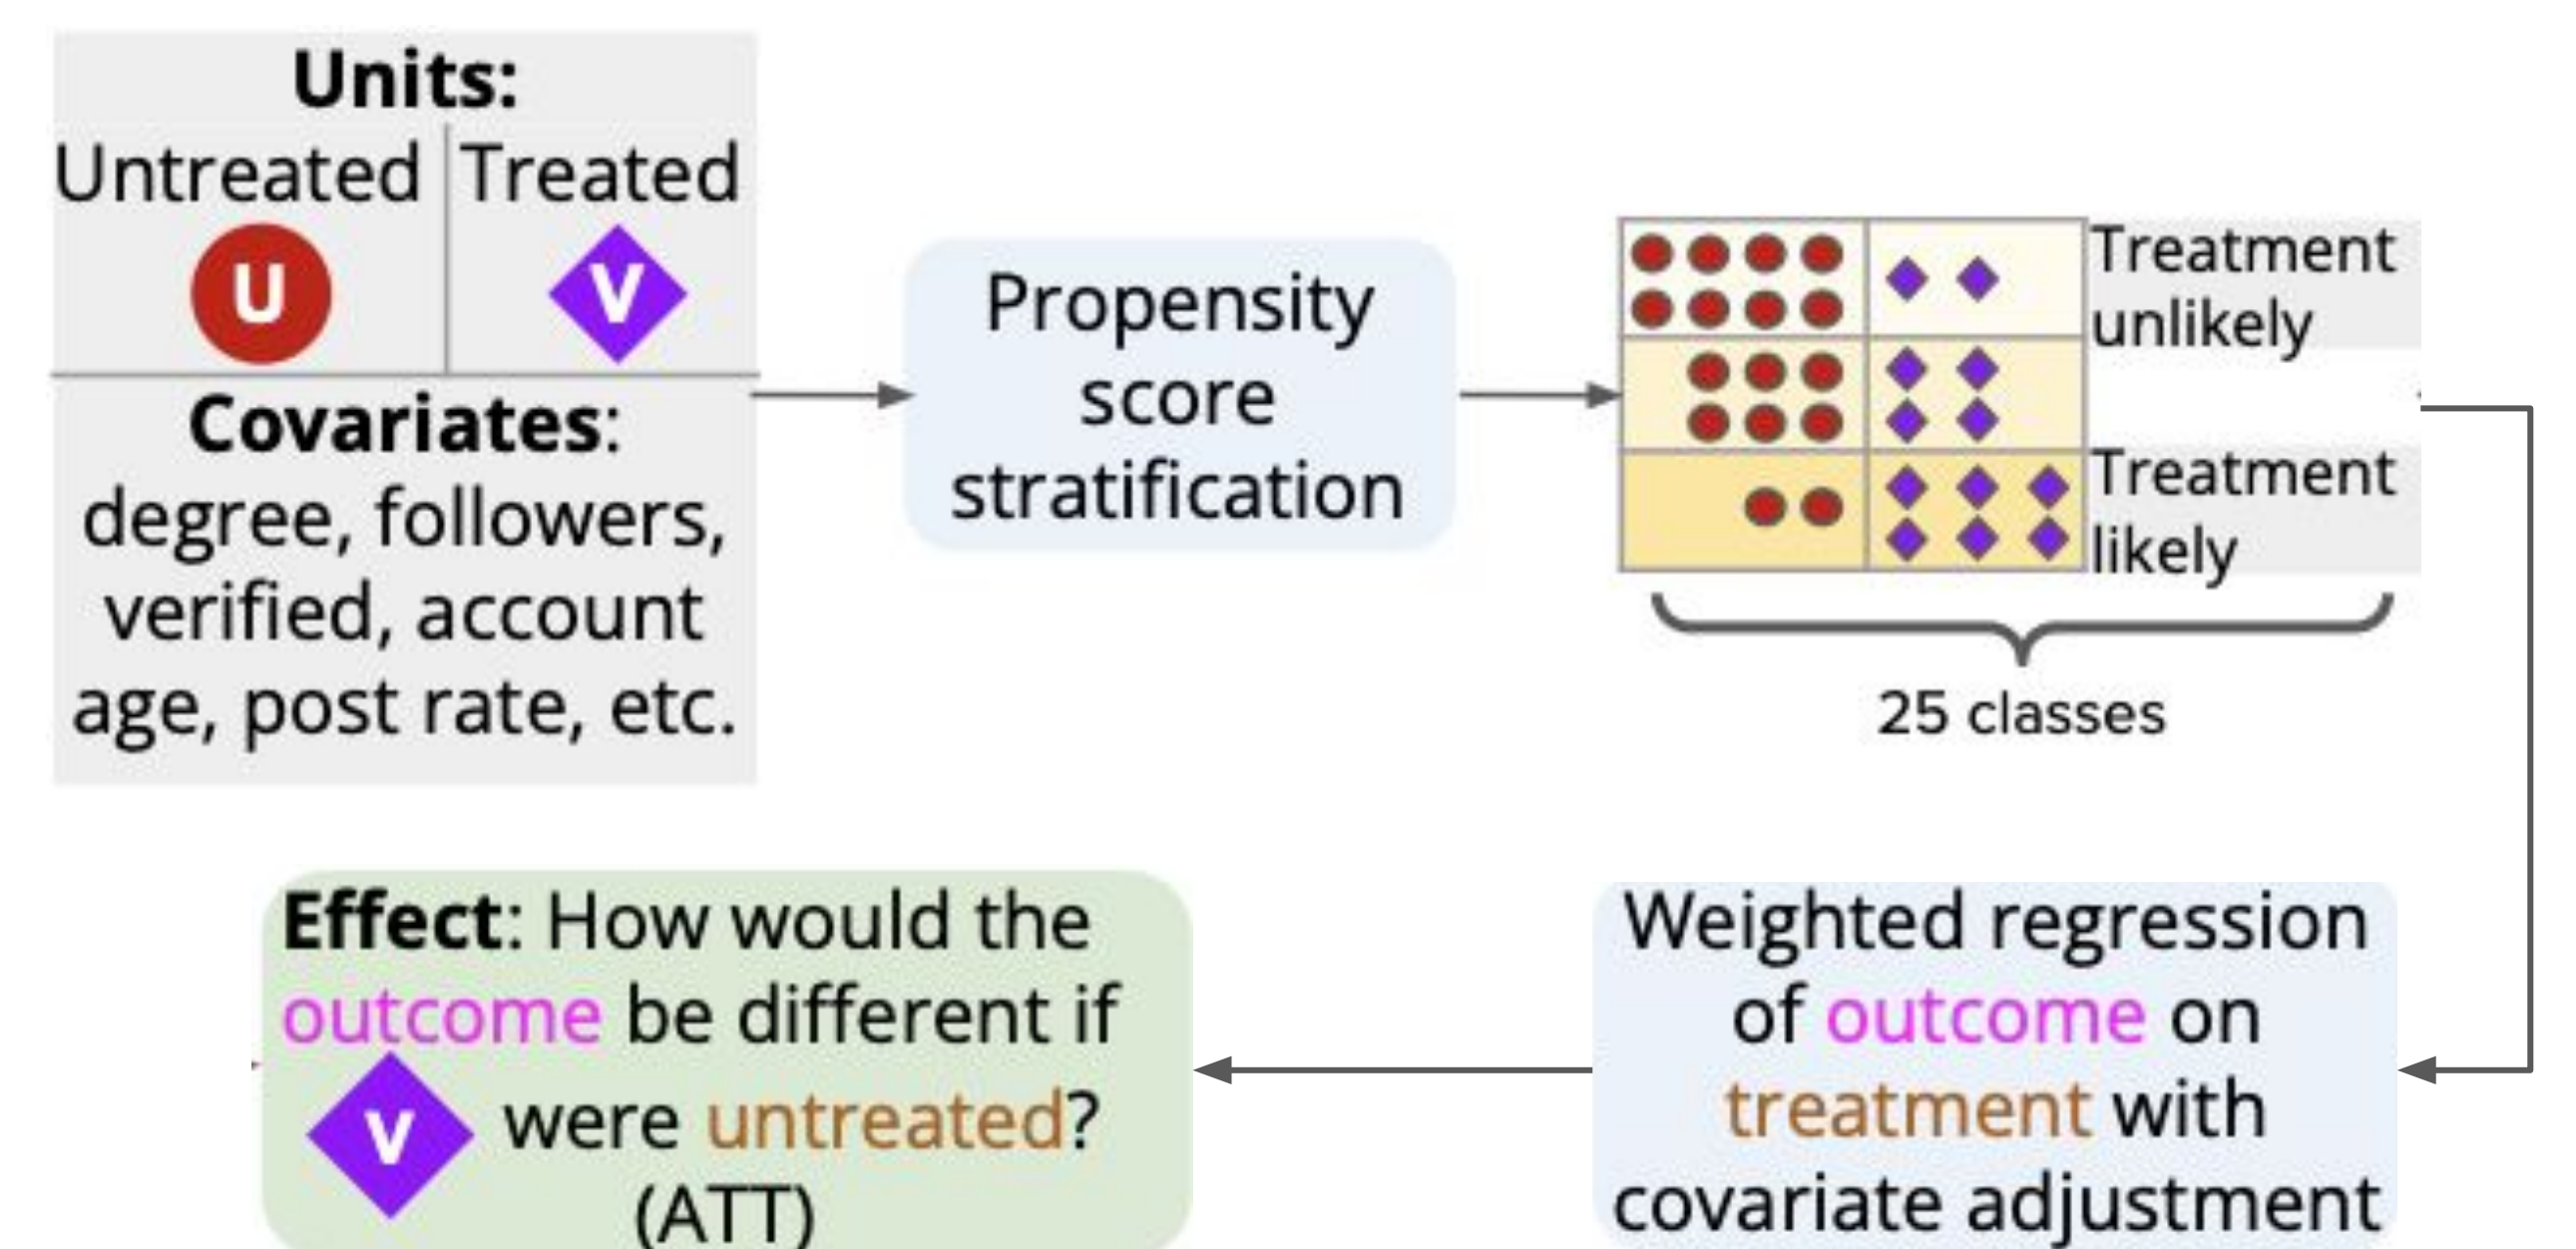 Units:
Untreated
Treated
U
V
Covariates:
degree, followers,
verified, account
age, post rate, etc.
Propensity
score
stratification
Treatment
unlikely
Treatment
likely
25 classes
Weighted regression
of outcome on
treatment with
covariate adjustment
Effect: How would the
outcome be different if
V were untreated?
(ATT)